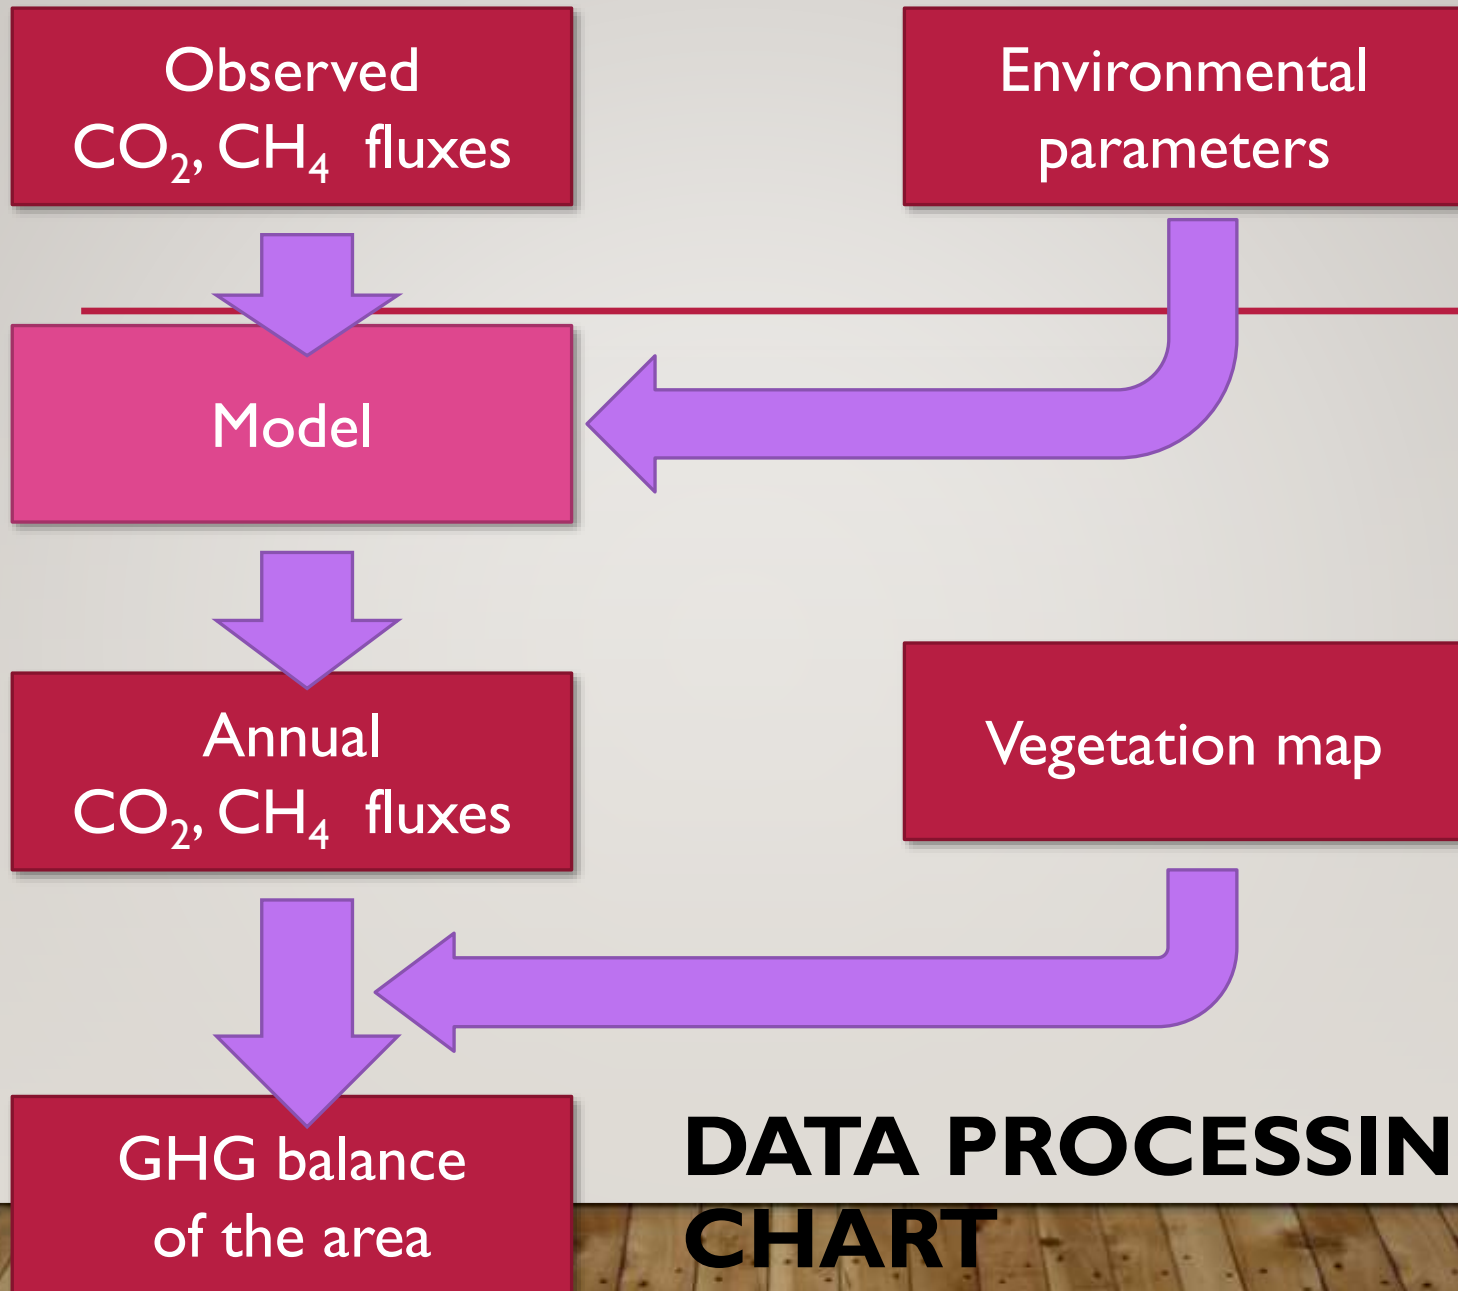 Observed
CO₂, CH₄ fluxes
Environmental
parameters
Model
Annual
CO₂, CH₄ fluxes
Vegetation map
GHG balance
of the area
DATA PROCESSIN
CHART